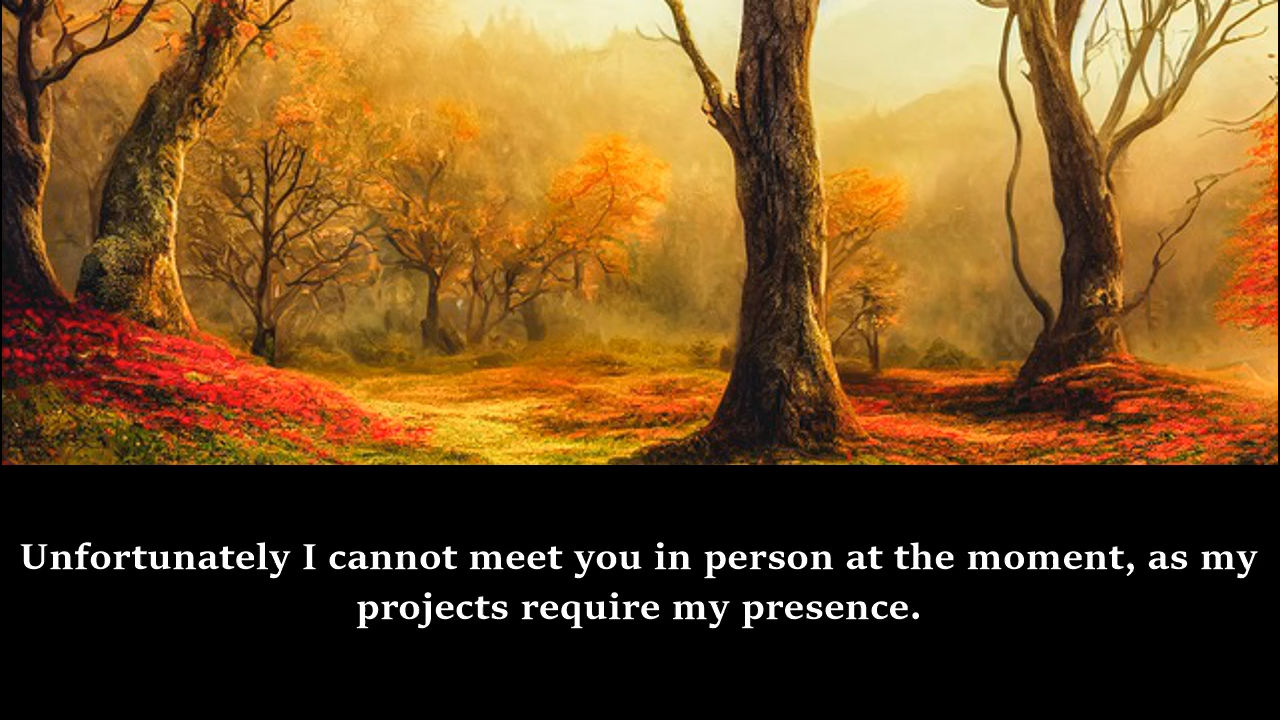 Unfortunately I cannot meet you in person at the moment, as my
projects require my presence.